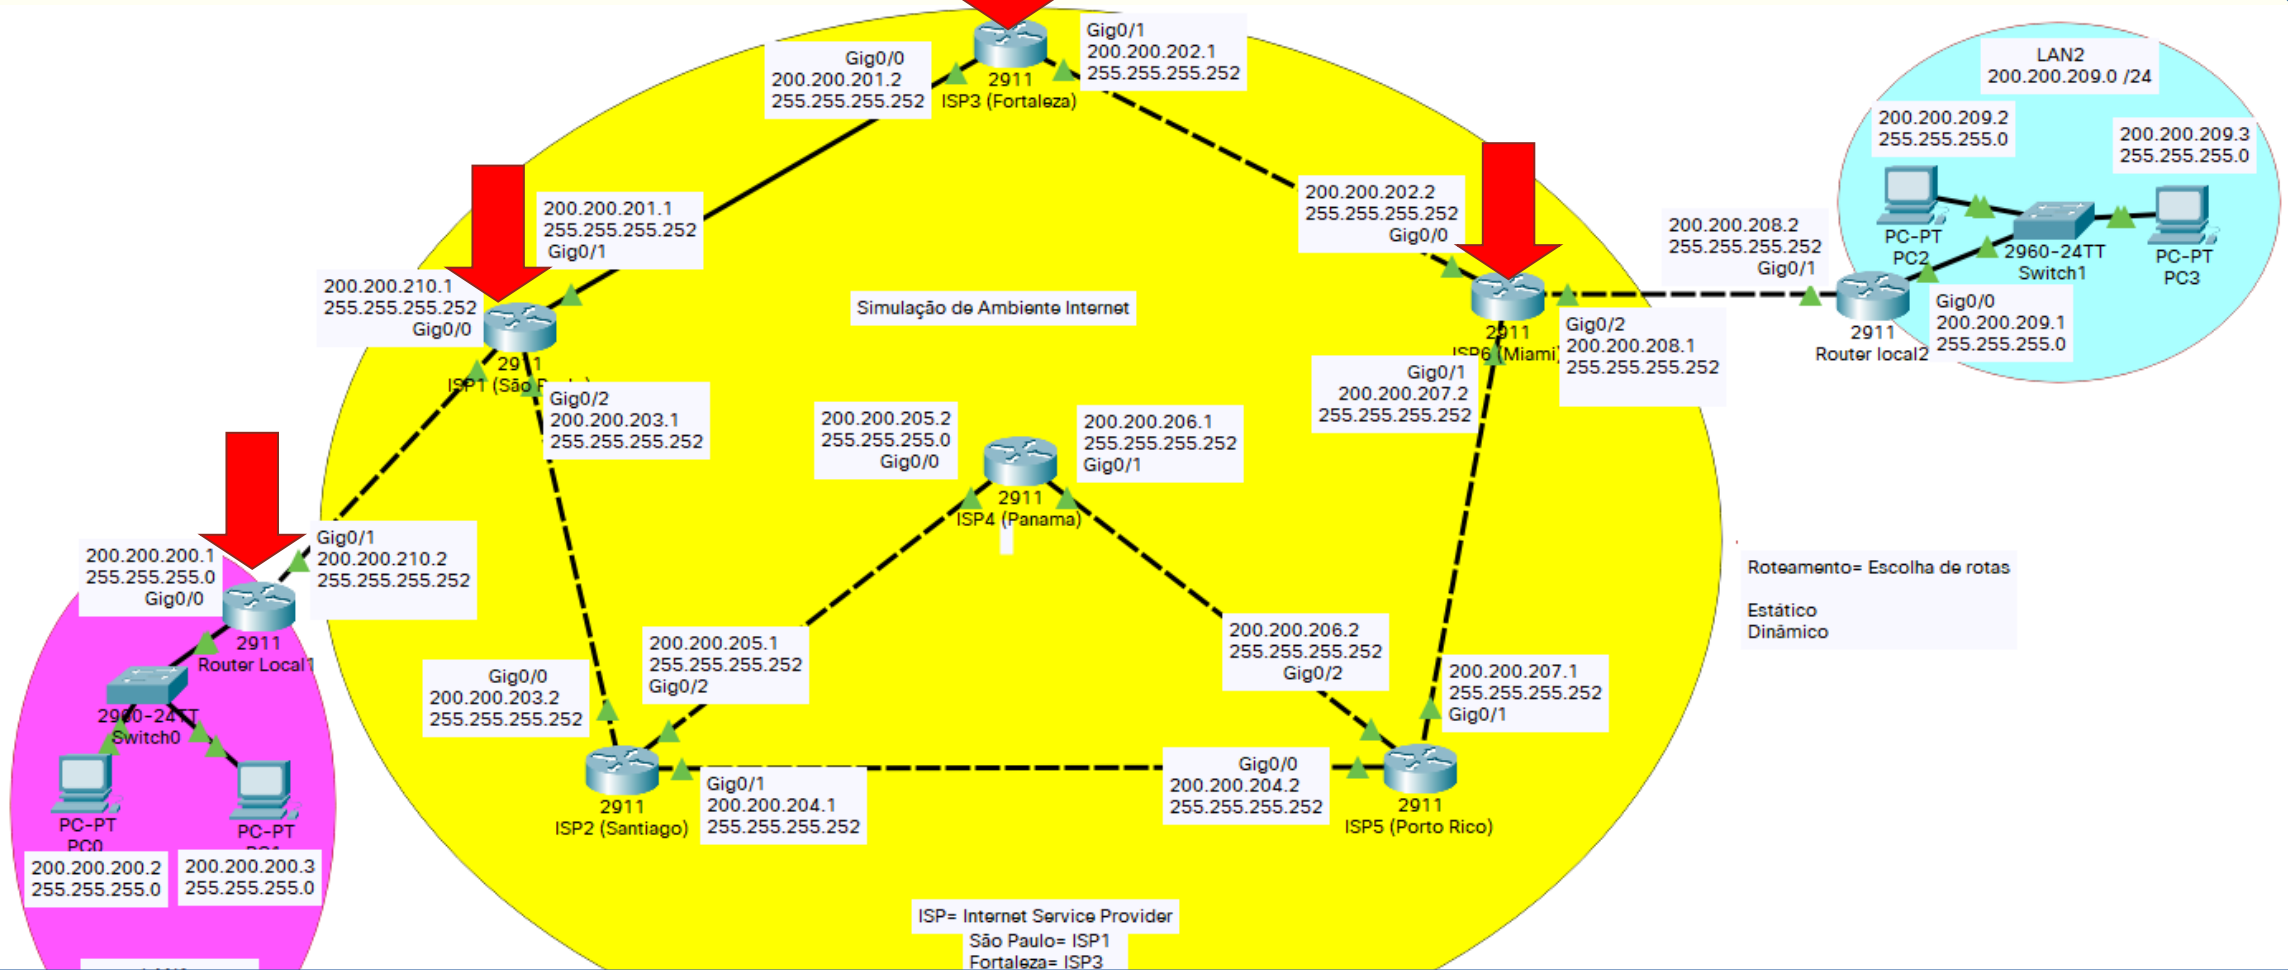 Gig0/1
200.200.202.1
255.255.255.252
Gig0/0
200.200.201.2
255.255.255.252
2911
ISP3 (Fortaleza)
LAN2
200.200.209.0 /24
200.200.209.2
255.255.255.0
200.200.209.3
255.255.255.0
PC-PT
PC2
2960-24TT
Switch1
PC-PT
PC3
200.200.208.2
255.255.255.252
Gig0/1
2911
Router local2
Gig0/0
200.200.209.1
255.255.255.0
200.200.202.2
255.255.255.252
Gig0/0
2911
ISP6 (Miami)
Gig0/2
200.200.208.1
255.255.255.252
Gig0/1
200.200.207.2
255.255.255.252
200.200.201.1
255.255.255.252
Gig0/1
200.200.210.1
255.255.255.252
Gig0/0
2911
ISP1 (São
Gig0/2
200.200.203.1
255.255.255.252
Simulação de Ambiente Internet
200.200.205.2
255.255.255.0
Gig0/0
200.200.206.1
255.255.255.252
Gig0/1
2911
ISP4 (Panama)
Gig0/1
200.200.210.2
255.255.255.252
200.200.200.1
255.255.255.0
Gig0/0
2911
Router Local1
2960-24TT
Switch0
PC-PT
PC0
PC-PT
200.200.200.2
255.255.255.0
200.200.200.3
255.255.255.0
Gig0/0
200.200.203.2
255.255.255.252
200.200.205.1
255.255.255.252
Gig0/2
2911
ISP2 (Santiago)
Gig0/1
200.200.204.1
255.255.255.252
200.200.206.2
255.255.255.252
Gig0/2
200.200.207.1
255.255.255.252
Gig0/1
Gig0/0
200.200.204.2
255.255.255.252
2911
ISP5 (Porto Rico)
Roteamento= Escolha de rotas
Estático
Dinâmico
ISP= Internet Service Provider
São Paulo= ISP1
Fortaleza= ISP3